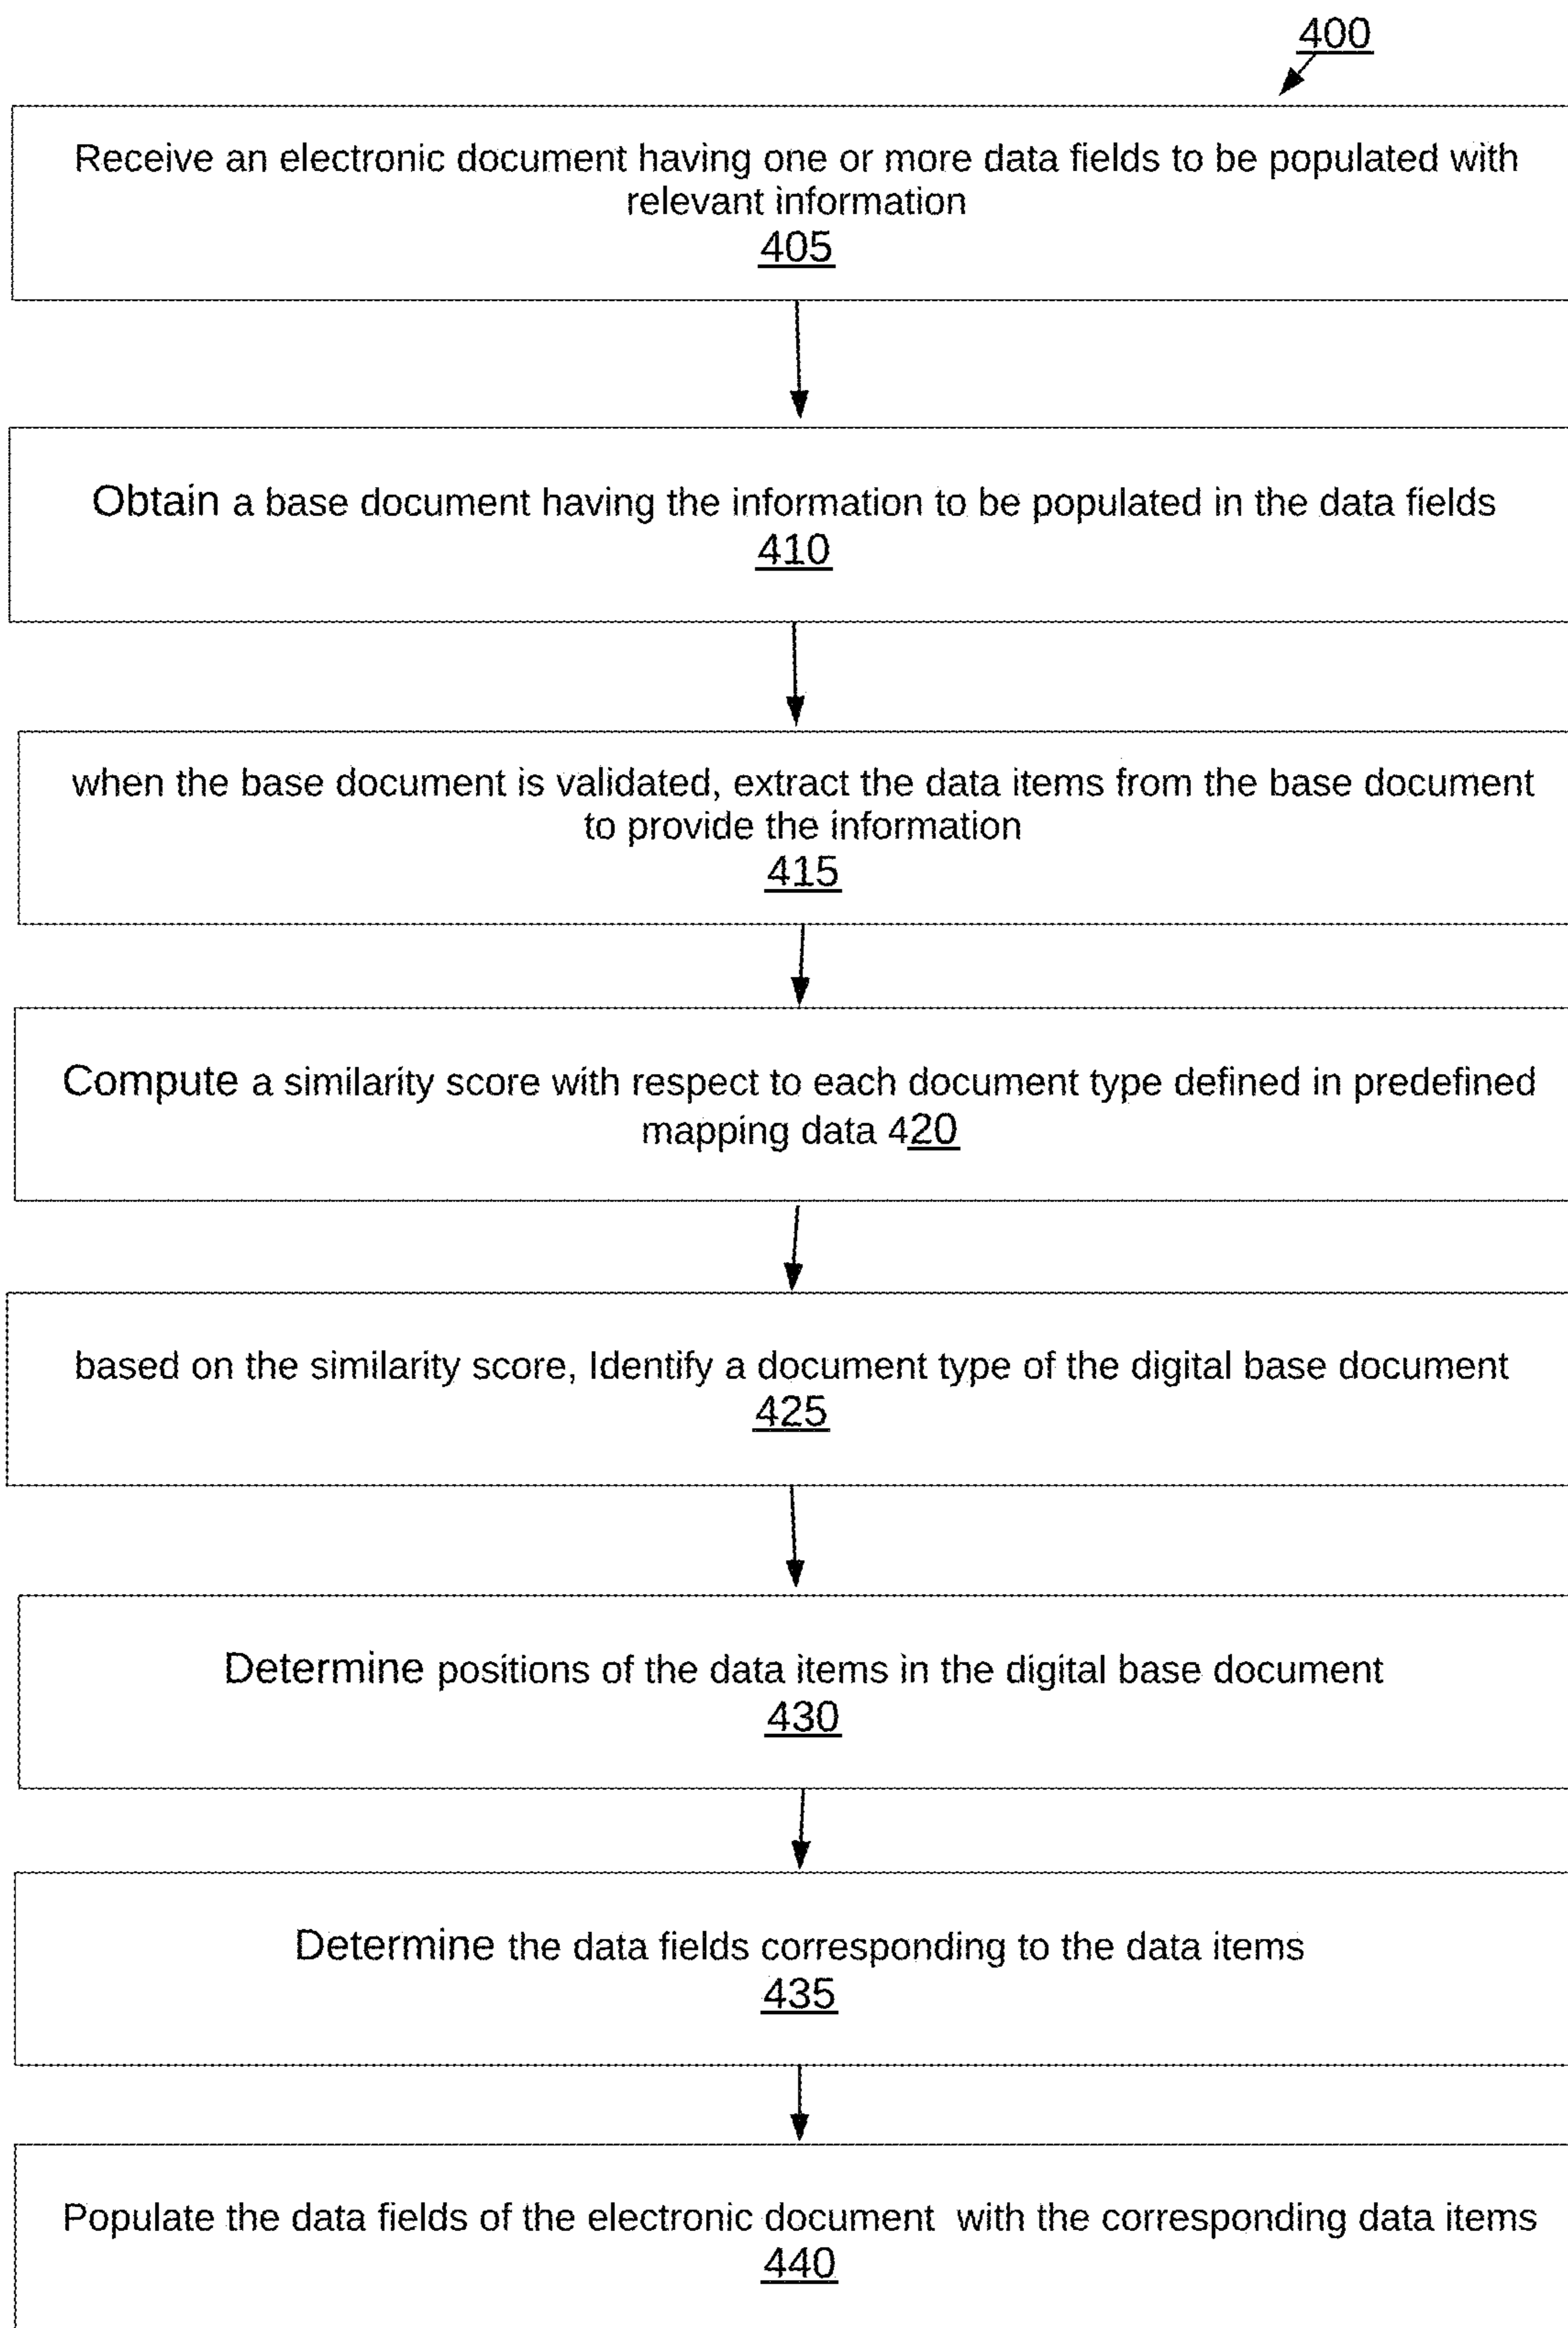 400
Receive an electronic document having one or more data fields to be populated with
relevant information
405
Obtain a base document having the information to be populated in the data fields
410
when the base document is validated, extract the data items from the base document
to provide the information
415
Compute a similarity score with respect to each document type defined in predefined
mapping data 420
based on the similarity score, Identify a document type of the digital base document
425
Determine positions of the data items in the digital base document
430
Determine the data fields corresponding to the data items
435
Populate the data fields of the electronic document with the corresponding data items
440